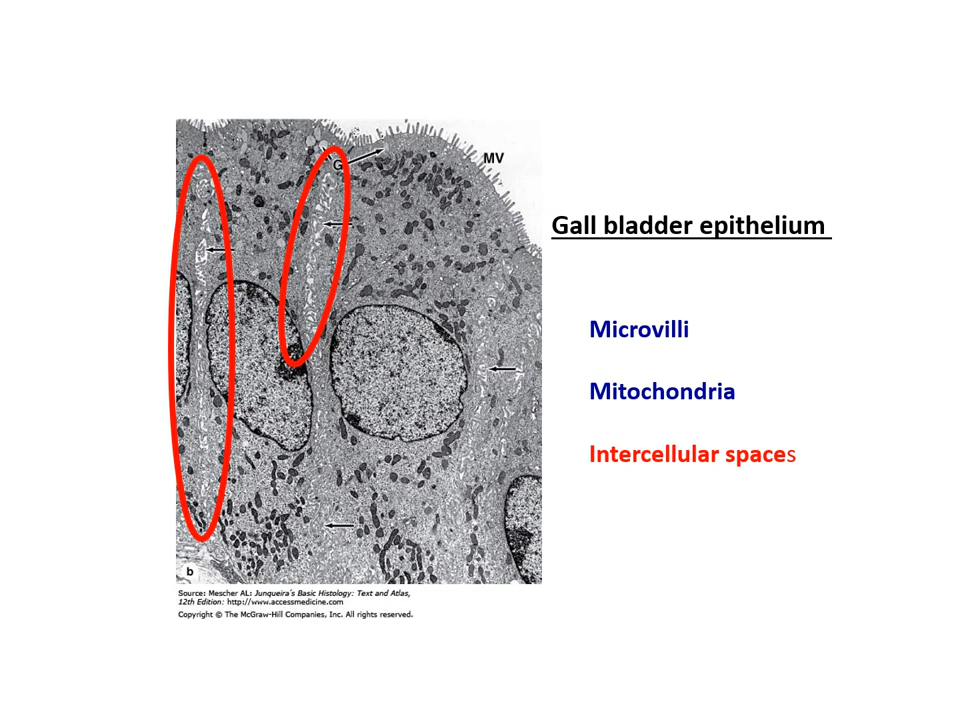 G
MV
Gall bladder epithelium
Microvilli
Mitochondria
Intercellular spaces
b
Source: Mescher AL: Junqueira's Basic Histology: Text and Atlas,
12th Edition: http://www.accessmedicine.com
Copyright © The McGraw-Hill Companies, Inc. All rights reserved.